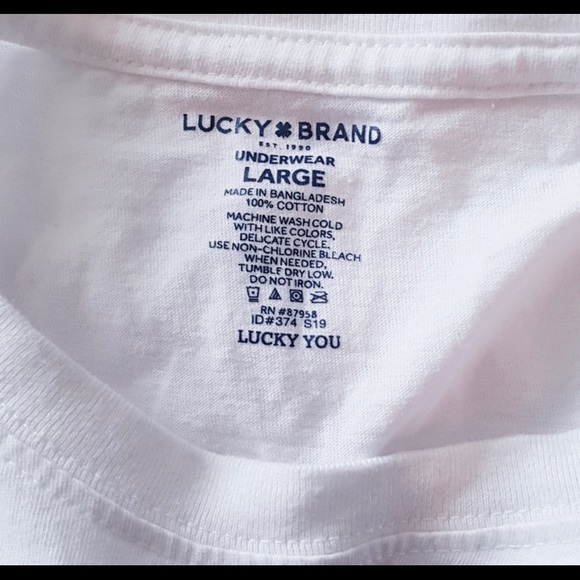 LUCKY BRAND
EST. 1990
UNDERWEAR
LARGE
MADE IN BANGLADESH
100% COTTON
MACHINE WASH COLD
WITH LIKE COLORS,
DELICATE CYCLE.
USE NON-CHLORINE BLEACH
WHEN NEEDED,
TUMBLE DRY LOW.
DO NOT IRON.
RN #87958
ID#374 S19
LUCKY YOU